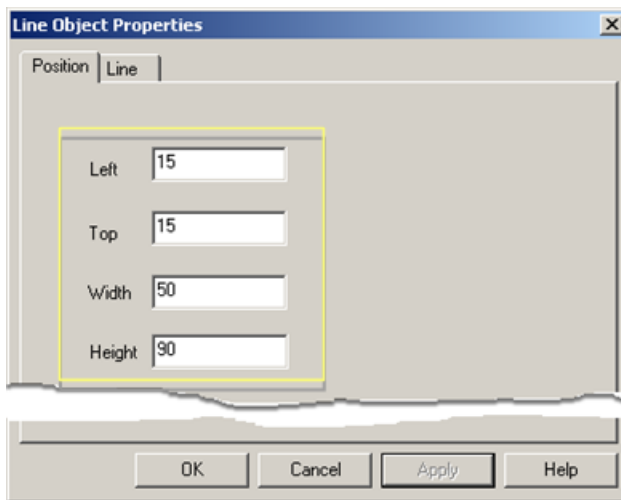 Line Object Properties
Position Line
Left 15
Top 15
Width 50
Height 90
OK Cancel Apply Help